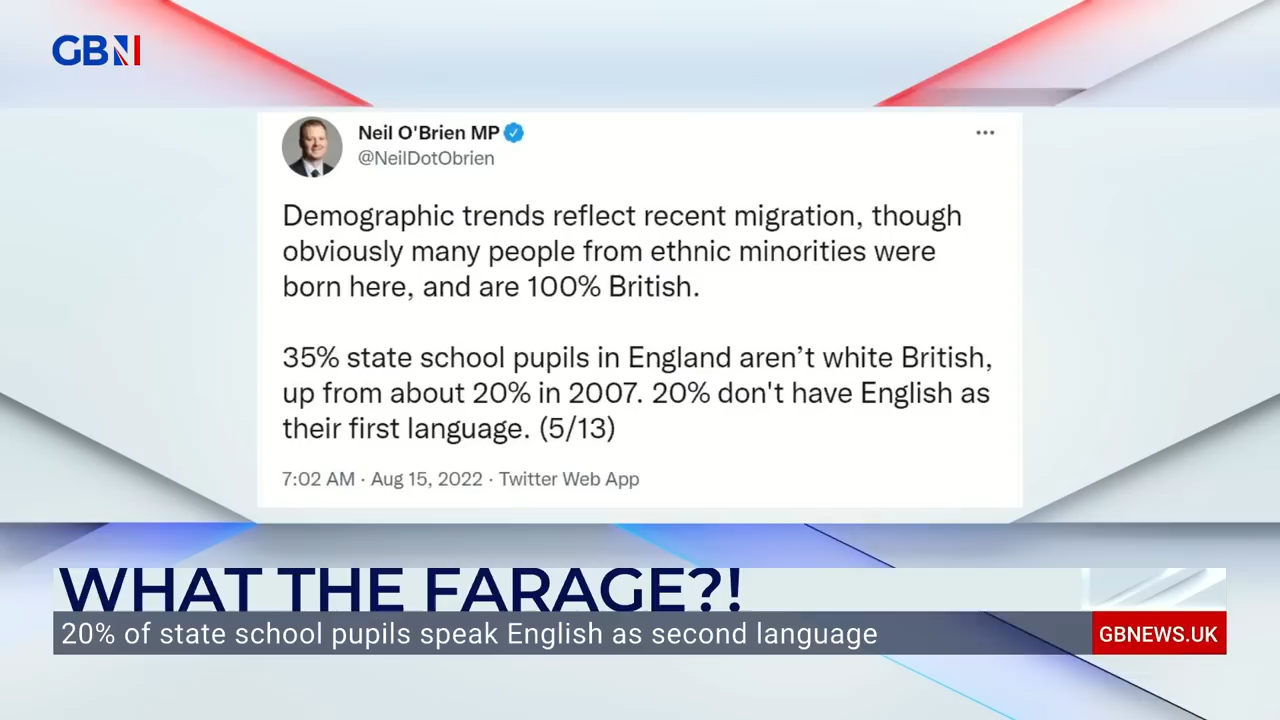 GBN
Neil O'Brien MP
@NeilDotObrien
Demographic trends reflect recent migration, though
obviously many people from ethnic minorities were
born here, and are 100% British.
35% state school pupils in England aren’t white British,
up from about 20% in 2007. 20% don't have English as
their first language. (5/13)
7:02 AM · Aug 15, 2022 · Twitter Web App
WHAT THE FARAGE?!
20% of state school pupils speak English as second language
GBNEWS.UK